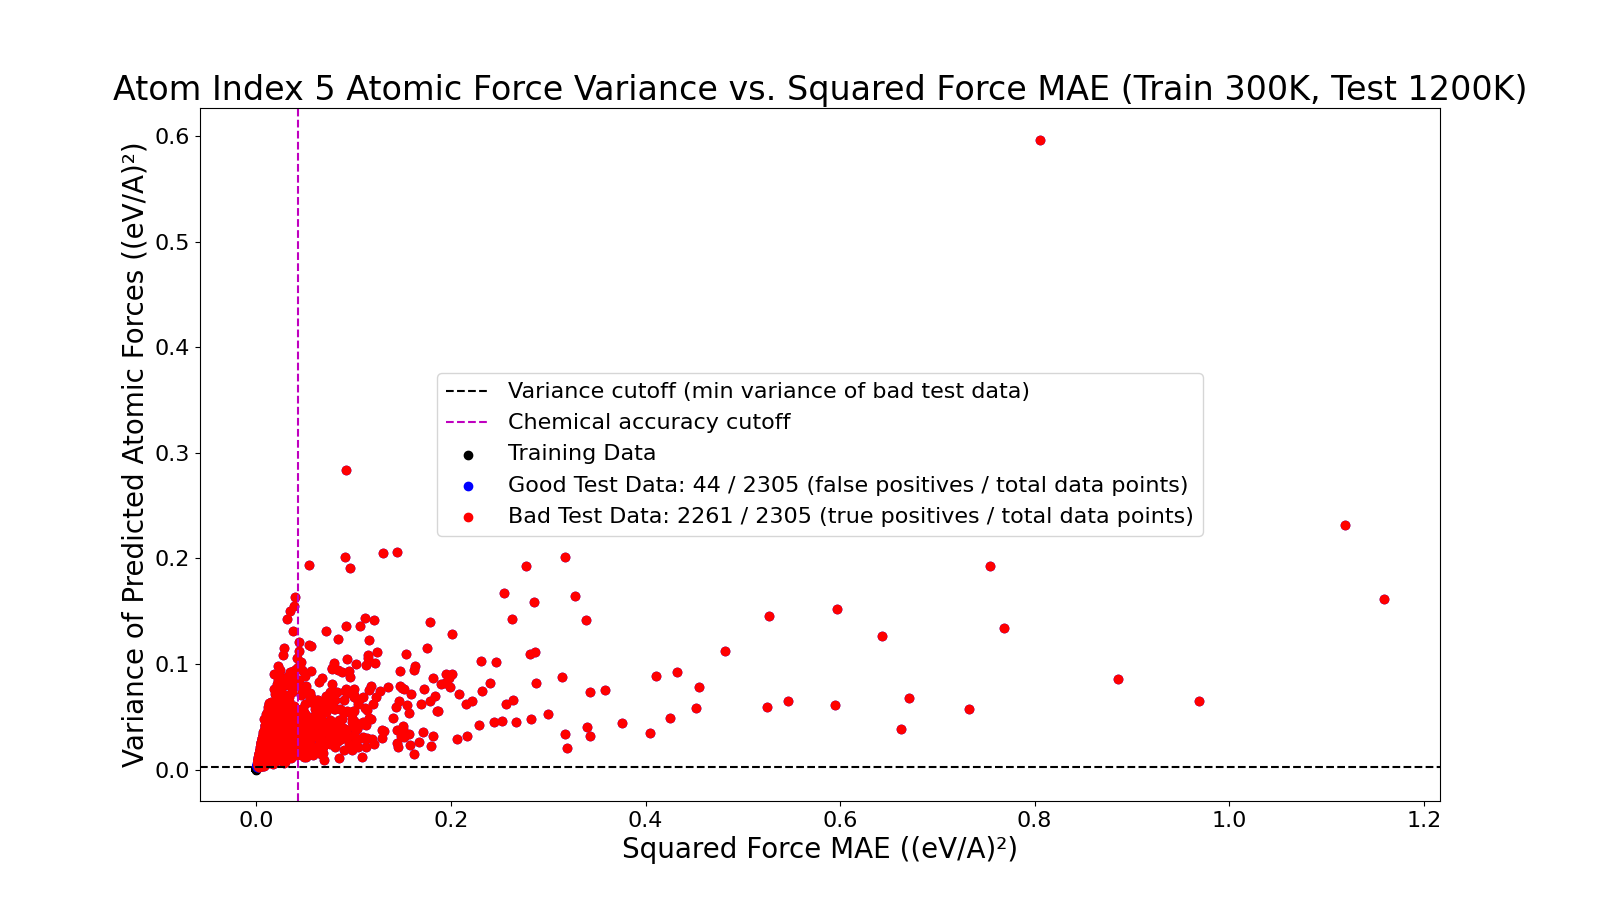 Atom Index 5 Atomic Force Variance vs. Squared Force MAE (Train 300K, Test 1200K)
Variance of Predicted Atomic Forces ((eV/A)²)
0.6
0.5
0.4
0.3
0.2
0.1
0.0
Variance cutoff (min variance of bad test data)
Chemical accuracy cutoff
Training Data
Good Test Data: 44 / 2305 (false positives / total data points)
Bad Test Data: 2261 / 2305 (true positives / total data points)
0.0 0.2 0.4 0.6 0.8 1.0 1.2
Squared Force MAE ((eV/A)²)